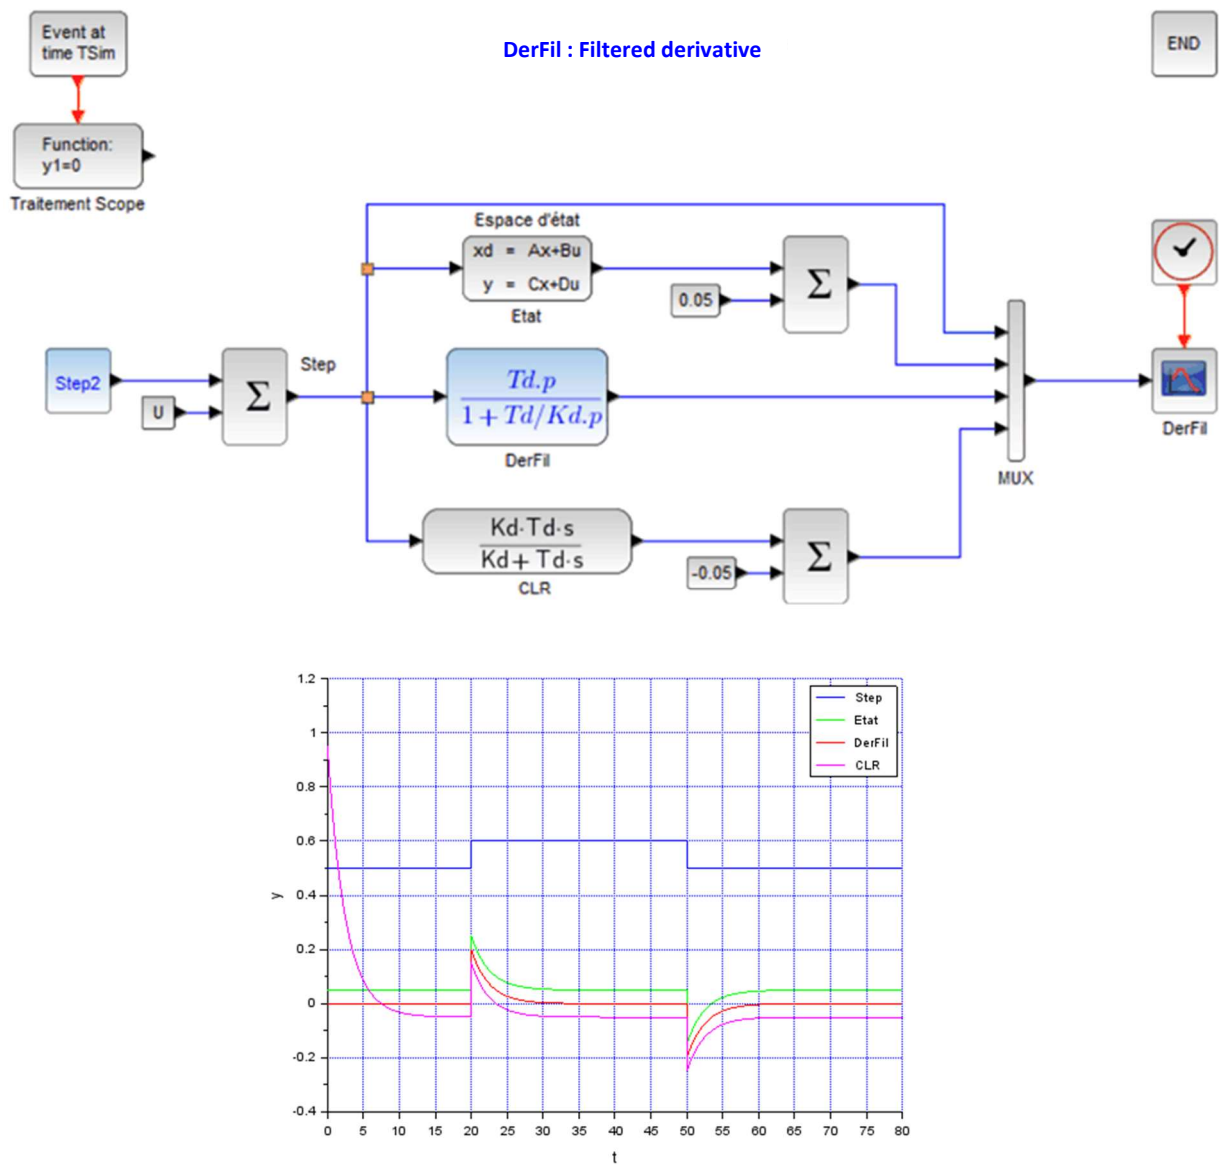 Event at
time TSim
DerFil : Filtered derivative
END
Function:
y1=0
Traitement Scope
Espace d'état
xd = Ax+Bu
y = Cx+Du
Etat
0.05
Σ
Step2
U
Σ
Step
Td.p
1 + Td/Kd.p
DerFil
MUX
DerFil
Kd·Td·s
Kd+ Td·s
CLR
-0.05
Σ
1.2
1
0.8
0.6
0.4
0.2
0
-0.2
-0.4
y
Step
Etat
DerFil
CLR
0 5 10 15 20 25 30 35 40 45 50 55 60 65 70 75 80
t